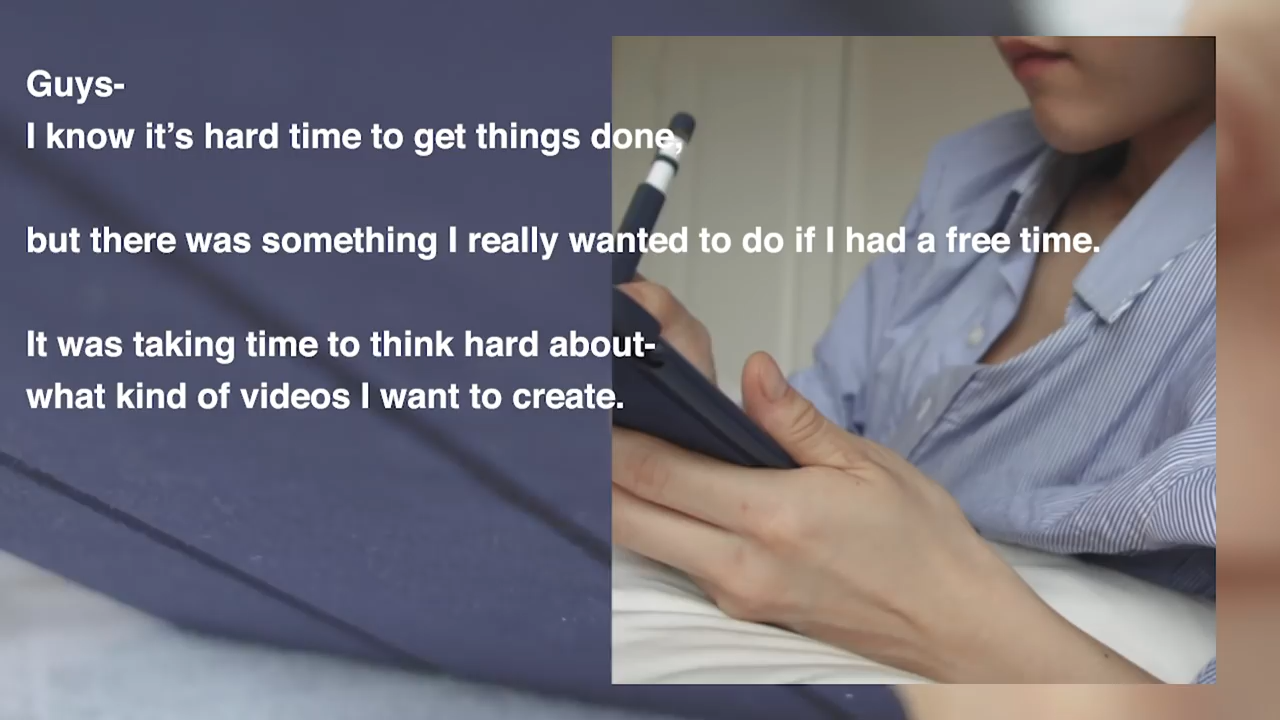 Guys-
I know it’s hard time to get things done,
but there was something I really wanted to do if I had a free time.
It was taking time to think hard about-
what kind of videos I want to create.